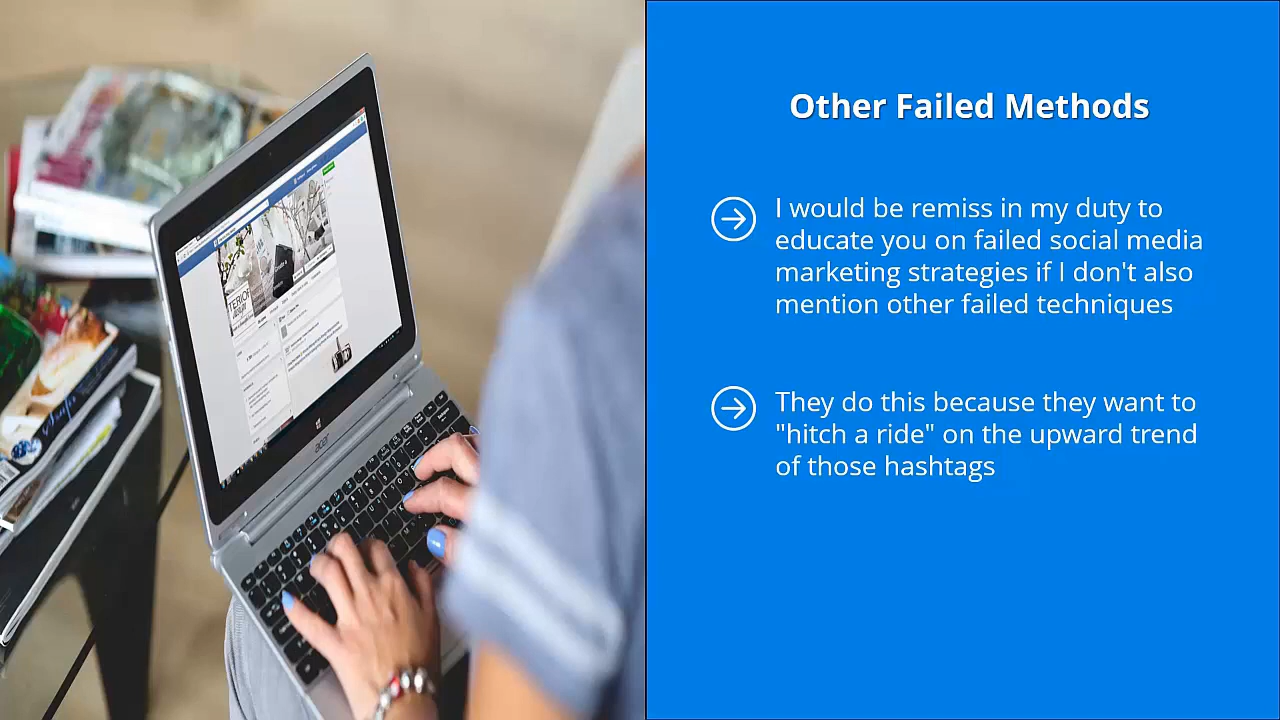 Other Failed Methods
I would be remiss in my duty to
educate you on failed social media
marketing strategies if I don't also
mention other failed techniques
They do this because they want to
"hitch a ride" on the upward trend
of those hashtags
acer